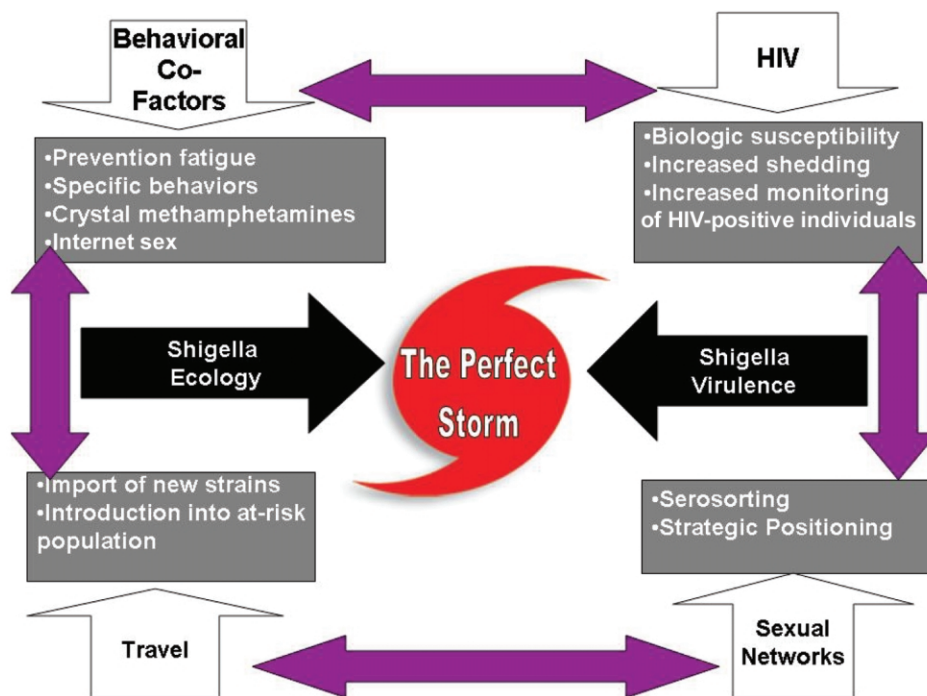 Behavioral
Co-
Factors
HIV
•Prevention fatigue
•Specific behaviors
•Crystal methamphetamines
•Internet sex
•Biologic susceptibility
•Increased shedding
•Increased monitoring
of HIV-positive individuals
Shigella
Ecology
The Perfect
Storm
Shigella
Virulence
•Import of new strains
•Introduction into at-risk
population
•Serosorting
•Strategic Positioning
Travel
Sexual
Networks